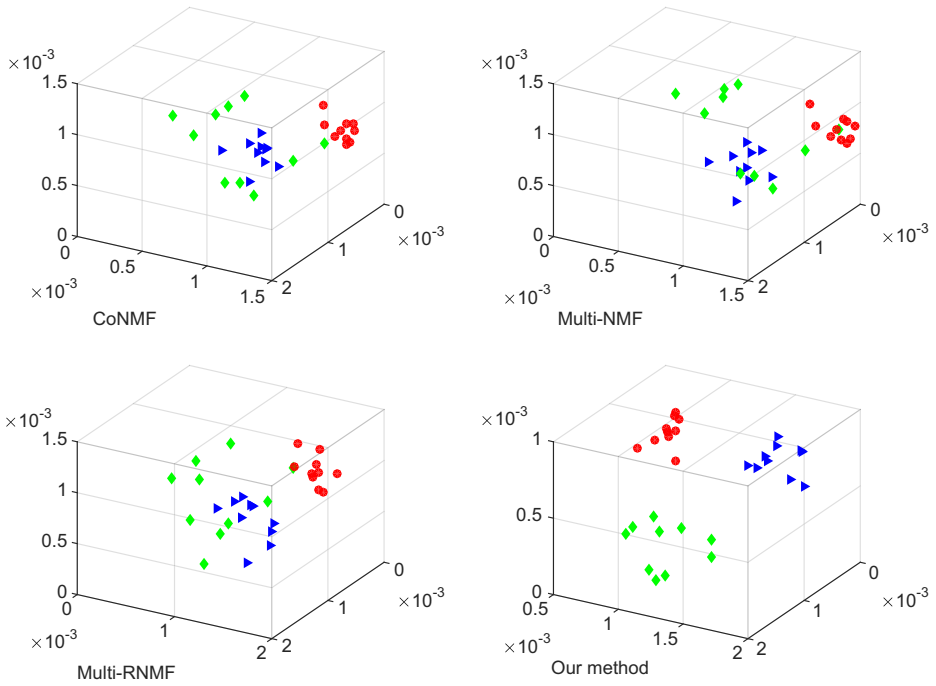 ×10⁻³ ×10⁻³
1.5 1.5
1 1
0.5 0.5
0 0
0 0.5 1 1.5 0 0.5 1 1.5
2 1 0 2 1 0
×10⁻³ ×10⁻³
×10⁻³ ×10⁻³
CoNMF Multi-NMF
×10⁻³ ×10⁻³
1.5 1
1 0.5
0.5 0
0
0 1 2 0.5 1 1.5 2
2 1 0 2 1 0
×10⁻³ ×10⁻³
×10⁻³ ×10⁻³
Multi-RNMF Our method